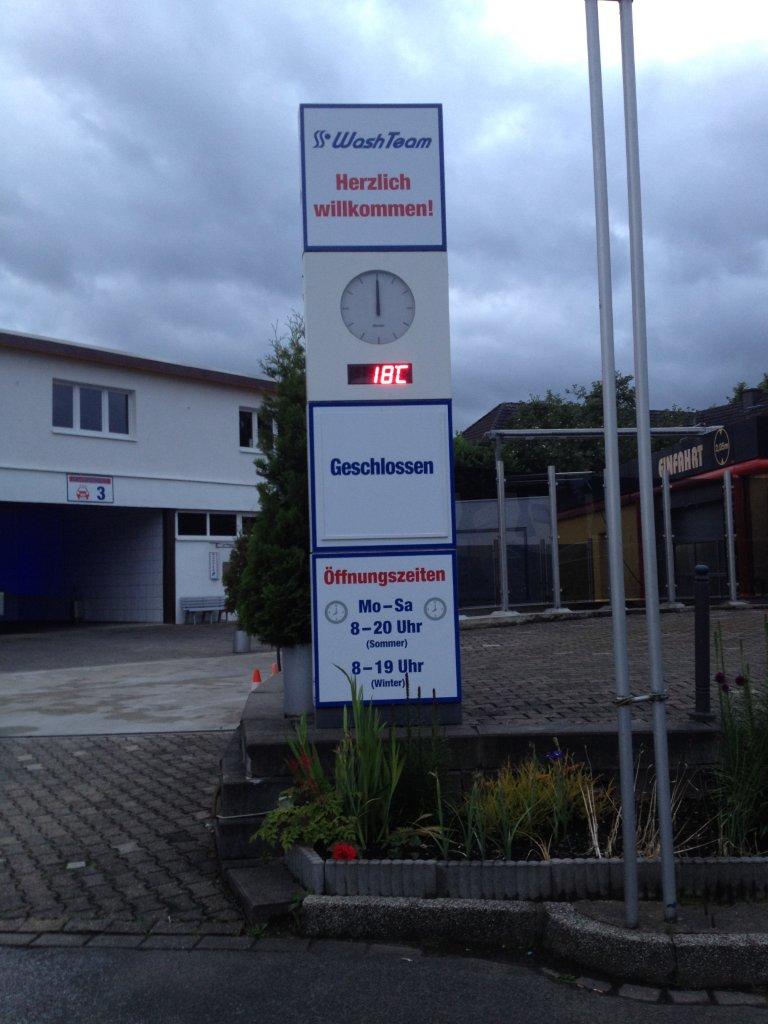 WashTeam
Herzlich
willkommen!
18C
Geschlossen
Öffnungszeiten
Mo–Sa
8–20 Uhr
(Sommer)
8–19 Uhr
(Winter)
3
EINFAHRT